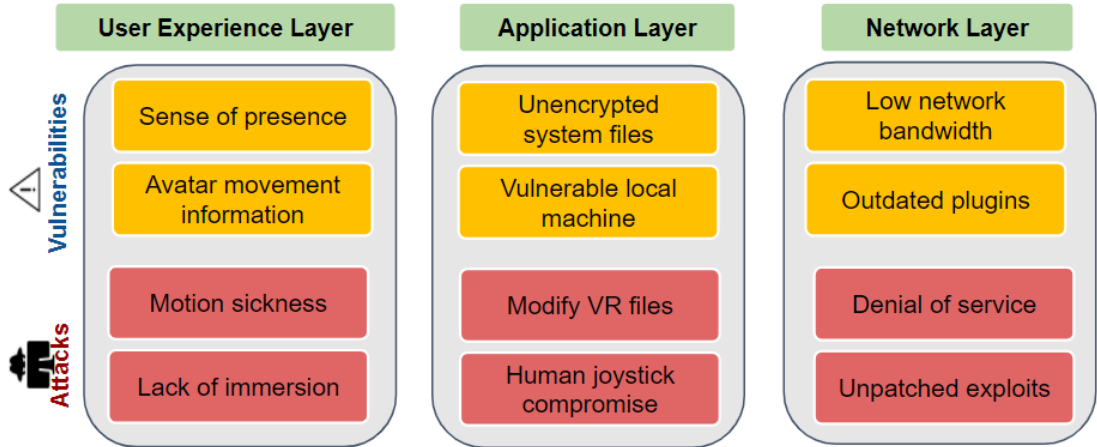 User Experience Layer
Application Layer
Network Layer
Vulnerabilities
Sense of presence
Unencrypted
system files
Low network
bandwidth
Avatar movement
information
Vulnerable local
machine
Outdated plugins
Attacks
Motion sickness
Modify VR files
Denial of service
Lack of immersion
Human joystick
compromise
Unpatched exploits